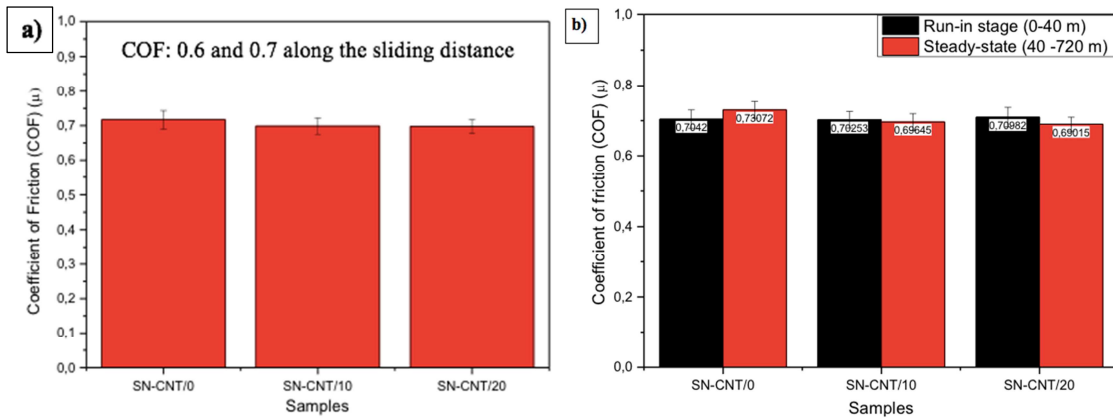 a)
COF: 0.6 and 0.7 along the sliding distance
Coefficient of Friction (COF) (μ)
1,0
0,9
0,8
0,7
0,6
0,5
0,4
0,3
0,2
0,1
0,0
SN-CNT/0 SN-CNT/10 SN-CNT/20
Samples
b)
Run-in stage (0-40 m)
Steady-state (40 -720 m)
Coefficient of friction (COF) (μ)
1,0
0,8
0,6
0,4
0,2
0,0
0,7042 0,73072 0,70253 0,69645 0,70982 0,69015
SN-CNT/0 SN-CNT/10 SN-CNT/20
Samples